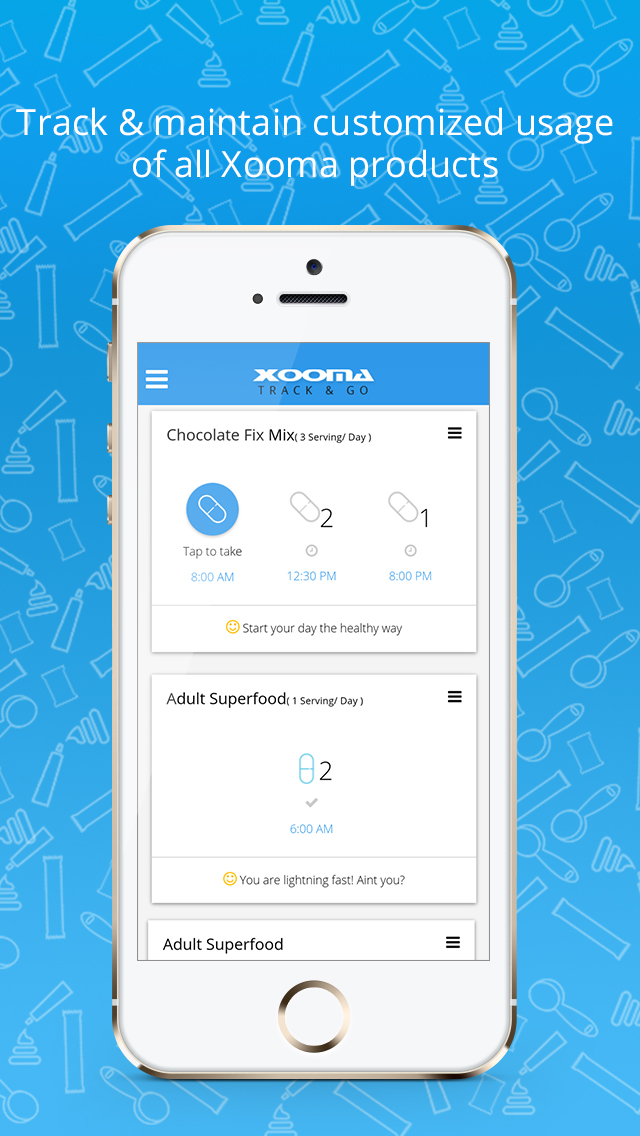 Track & maintain customized usage
of all Xooma products
XOOMA
TRACK & GO
Chocolate Fix Mix( 3 Serving/ Day )
2 1
Tap to take
8:00 AM 12:30 PM 8:00 PM
Start your day the healthy way
Adult Superfood( 1 Serving/ Day )
2
6:00 AM
You are lightning fast! Aint you?
Adult Superfood